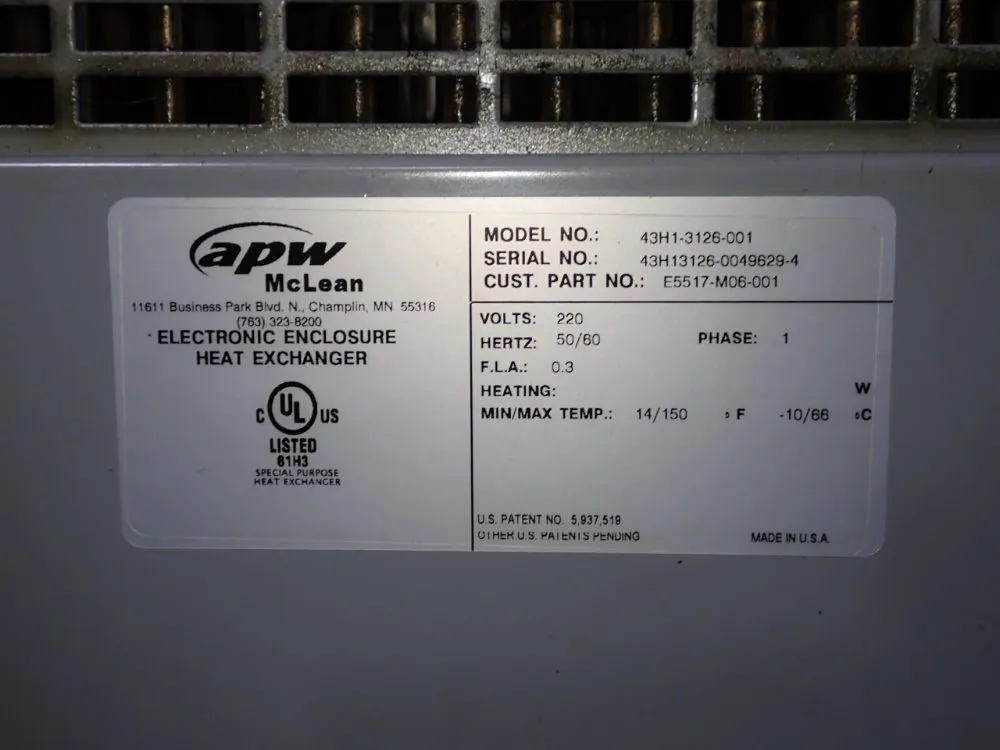 apw
McLean
11611 Business Park Blvd. N., Champlin, MN 55316
(763) 323-8200
ELECTRONIC ENCLOSURE
HEAT EXCHANGER
C UL US
LISTED
61H3
SPECIAL PURPOSE
HEAT EXCHANGER
MODEL NO.: 43H1-3126-001
SERIAL NO.: 43H13126-0049629-4
CUST. PART NO.: E5517-M06-001
VOLTS: 220
HERTZ: 50/60 PHASE: 1
F.L.A.: 0.3
HEATING: W
MIN/MAX TEMP.: 14/150 ° F -10/66 °C
U.S. PATENT NO. 5,937,519
OTHER U.S. PATENTS PENDING
MADE IN U.S.A.